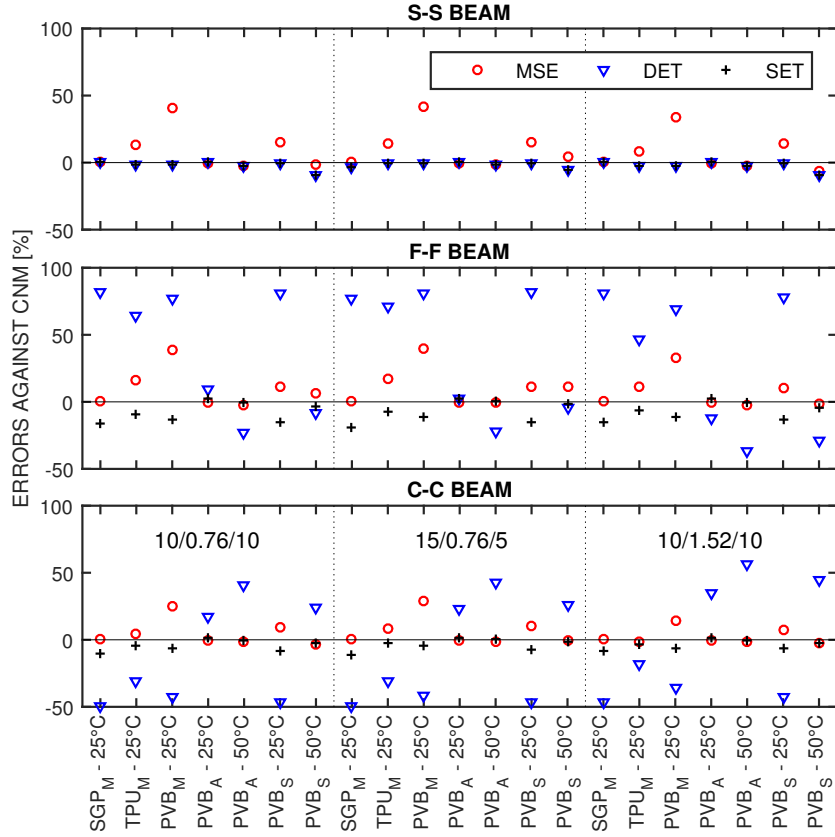 S-S BEAM
100
50
0
-50
MSE DET SET
F-F BEAM
100
50
0
-50
ERRORS AGAINST CNM [%]
C-C BEAM
100
50
0
-50
10/0.76/10 15/0.76/5 10/1.52/10
SGP_M - 25°C
TPU_M - 25°C
PVB_M - 25°C
PVB_A - 25°C
PVB_A - 50°C
PVB_S - 25°C
PVB_S - 50°C
SGP_M - 25°C
TPU_M - 25°C
PVB_M - 25°C
PVB_A - 25°C
PVB_A - 50°C
PVB_S - 25°C
PVB_S - 50°C
SGP_M - 25°C
TPU_M - 25°C
PVB_M - 25°C
PVB_A - 25°C
PVB_A - 50°C
PVB_S - 25°C
PVB_S - 50°C